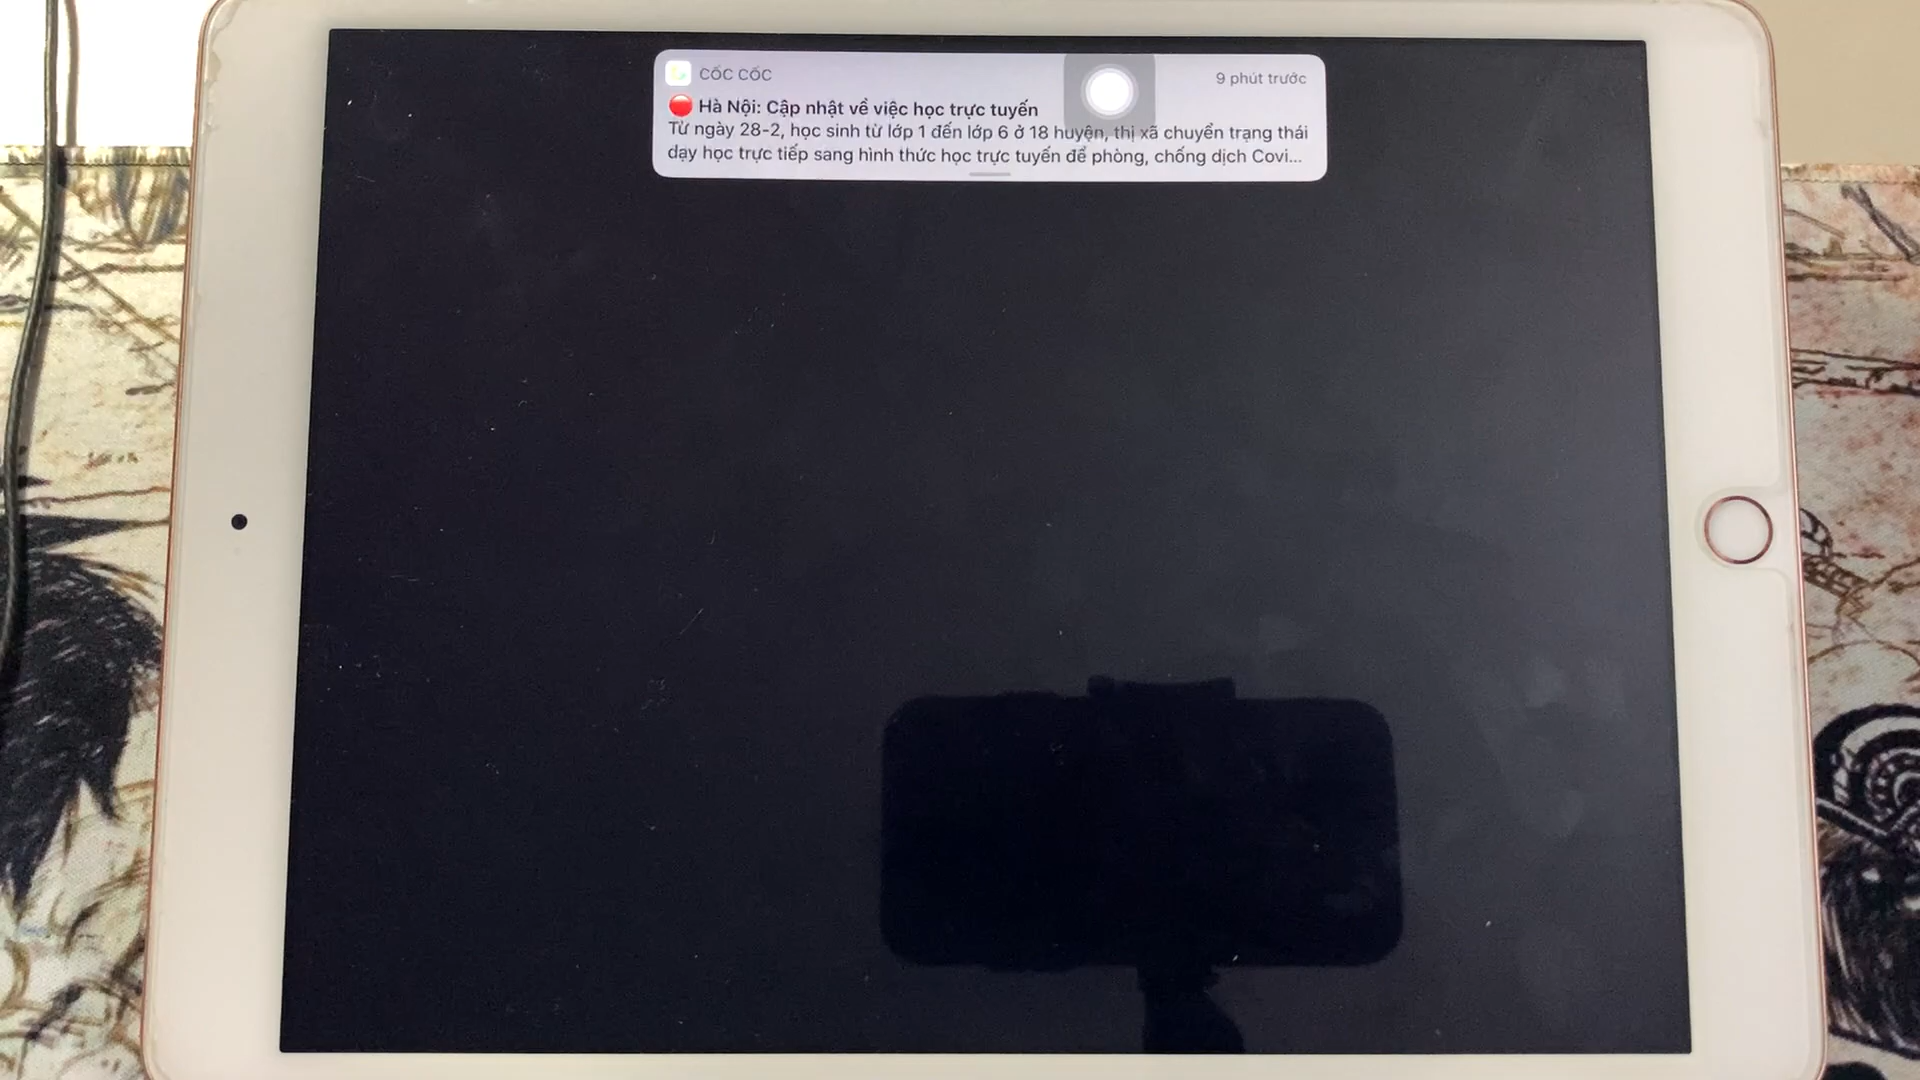 CỐC CỐC
9 phút trước
🔴 Hà Nội: Cập nhật về việc học trực tuyến
Từ ngày 28-2, học sinh từ lớp 1 đến lớp 6 ở 18 huyện, thị xã chuyển trạng thái
dạy học trực tiếp sang hình thức học trực tuyến để phòng, chống dịch Covi...